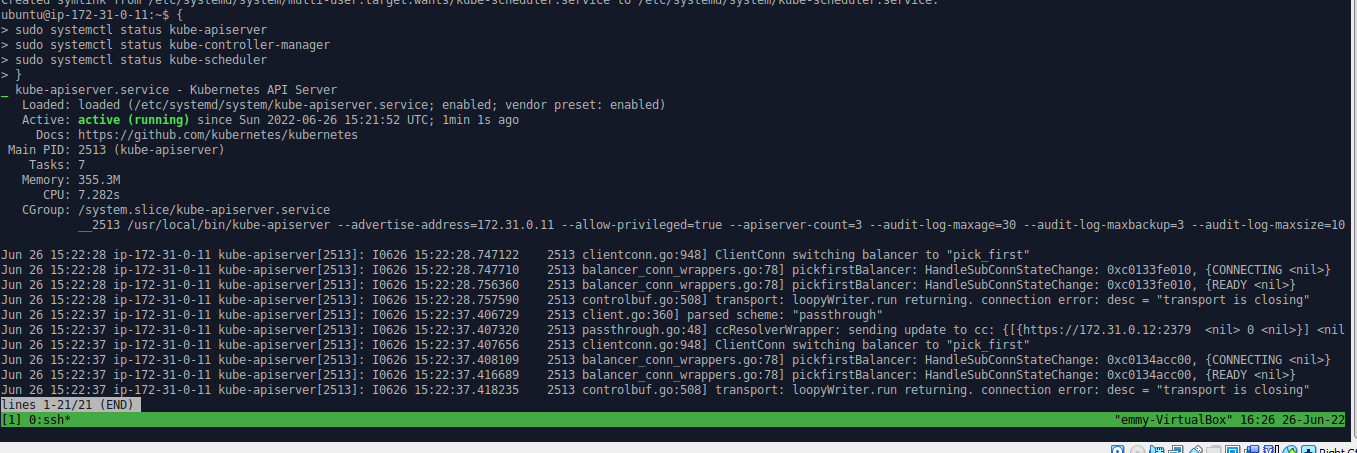 Created symlink from /etc/systemd/system/multi-user.target.wants/kube-scheduler.service to /etc/systemd/system/kube-scheduler.service.
ubuntu@ip-172-31-0-11:~$ {
> sudo systemctl status kube-apiserver
> sudo systemctl status kube-controller-manager
> sudo systemctl status kube-scheduler
> }
_ kube-apiserver.service - Kubernetes API Server
Loaded: loaded (/etc/systemd/system/kube-apiserver.service; enabled; vendor preset: enabled)
Active: active (running) since Sun 2022-06-26 15:21:52 UTC; 1min 1s ago
Docs: https://github.com/kubernetes/kubernetes
Main PID: 2513 (kube-apiserver)
Tasks: 7
Memory: 355.3M
CPU: 7.282s
CGroup: /system.slice/kube-apiserver.service
__2513 /usr/local/bin/kube-apiserver --advertise-address=172.31.0.11 --allow-privileged=true --apiserver-count=3 --audit-log-maxage=30 --audit-log-maxbackup=3 --audit-log-maxsize=10
Jun 26 15:22:28 ip-172-31-0-11 kube-apiserver[2513]: I0626 15:22:28.747122 2513 clientconn.go:948] ClientConn switching balancer to "pick_first"
Jun 26 15:22:28 ip-172-31-0-11 kube-apiserver[2513]: I0626 15:22:28.747710 2513 balancer_conn_wrappers.go:78] pickfirstBalancer: HandleSubConnStateChange: 0xc0133fe010, {CONNECTING <nil>}
Jun 26 15:22:28 ip-172-31-0-11 kube-apiserver[2513]: I0626 15:22:28.756360 2513 balancer_conn_wrappers.go:78] pickfirstBalancer: HandleSubConnStateChange: 0xc0133fe010, {READY <nil>}
Jun 26 15:22:28 ip-172-31-0-11 kube-apiserver[2513]: I0626 15:22:28.757590 2513 controlbuf.go:508] transport: loopyWriter.run returning. connection error: desc = "transport is closing"
Jun 26 15:22:37 ip-172-31-0-11 kube-apiserver[2513]: I0626 15:22:37.406729 2513 client.go:360] parsed scheme: "passthrough"
Jun 26 15:22:37 ip-172-31-0-11 kube-apiserver[2513]: I0626 15:22:37.407320 2513 passthrough.go:48] ccResolverWrapper: sending update to cc: {[{https://172.31.0.12:2379 <nil> 0 <nil>}] <nil
Jun 26 15:22:37 ip-172-31-0-11 kube-apiserver[2513]: I0626 15:22:37.407656 2513 clientconn.go:948] ClientConn switching balancer to "pick_first"
Jun 26 15:22:37 ip-172-31-0-11 kube-apiserver[2513]: I0626 15:22:37.408109 2513 balancer_conn_wrappers.go:78] pickfirstBalancer: HandleSubConnStateChange: 0xc0134acc00, {CONNECTING <nil>}
Jun 26 15:22:37 ip-172-31-0-11 kube-apiserver[2513]: I0626 15:22:37.416689 2513 balancer_conn_wrappers.go:78] pickfirstBalancer: HandleSubConnStateChange: 0xc0134acc00, {READY <nil>}
Jun 26 15:22:37 ip-172-31-0-11 kube-apiserver[2513]: I0626 15:22:37.418235 2513 controlbuf.go:508] transport: loopyWriter.run returning. connection error: desc = "transport is closing"
lines 1-21/21 (END)
[1] 0:ssh* "emmy-VirtualBox" 16:26 26-Jun-22
Right